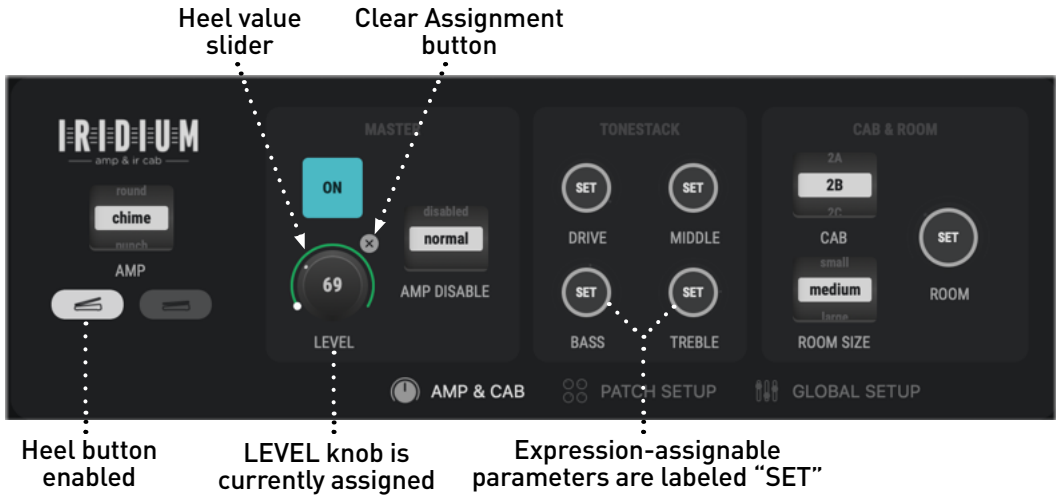 Heel value
slider
Clear Assignment
button
IRIDIUM
amp & ir cab
round
chime
punch
AMP
MASTER
ON
disabled
normal
AMP DISABLE
69
LEVEL
TONESTACK
SET
SET
DRIVE
MIDDLE
SET
SET
BASS
TREBLE
CAB & ROOM
2A
2B
2C
CAB
small
medium
large
ROOM SIZE
SET
ROOM
AMP & CAB
PATCH SETUP
GLOBAL SETUP
Heel button
enabled
LEVEL knob is
currently assigned
Expression-assignable
parameters are labeled “SET”